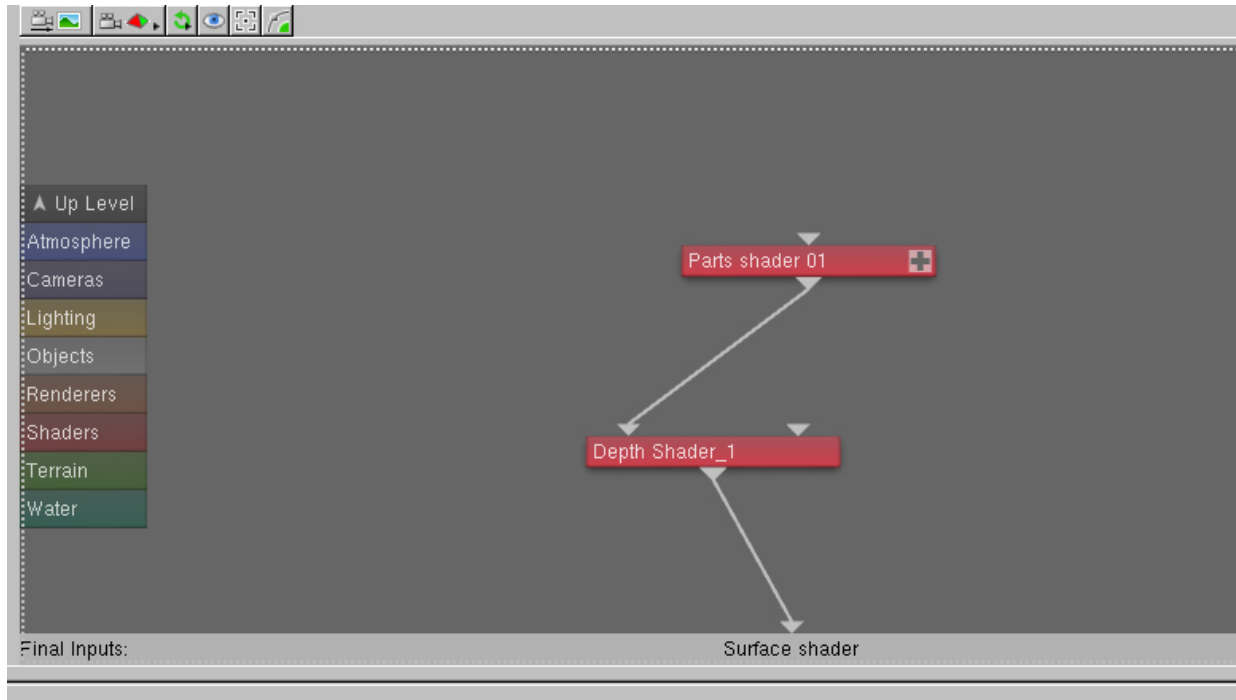 Up Level
Atmosphere
Cameras
Lighting
Objects
Renderers
Shaders
Terrain
Water
Parts shader 01
Depth Shader_1
Final Inputs:
Surface shader